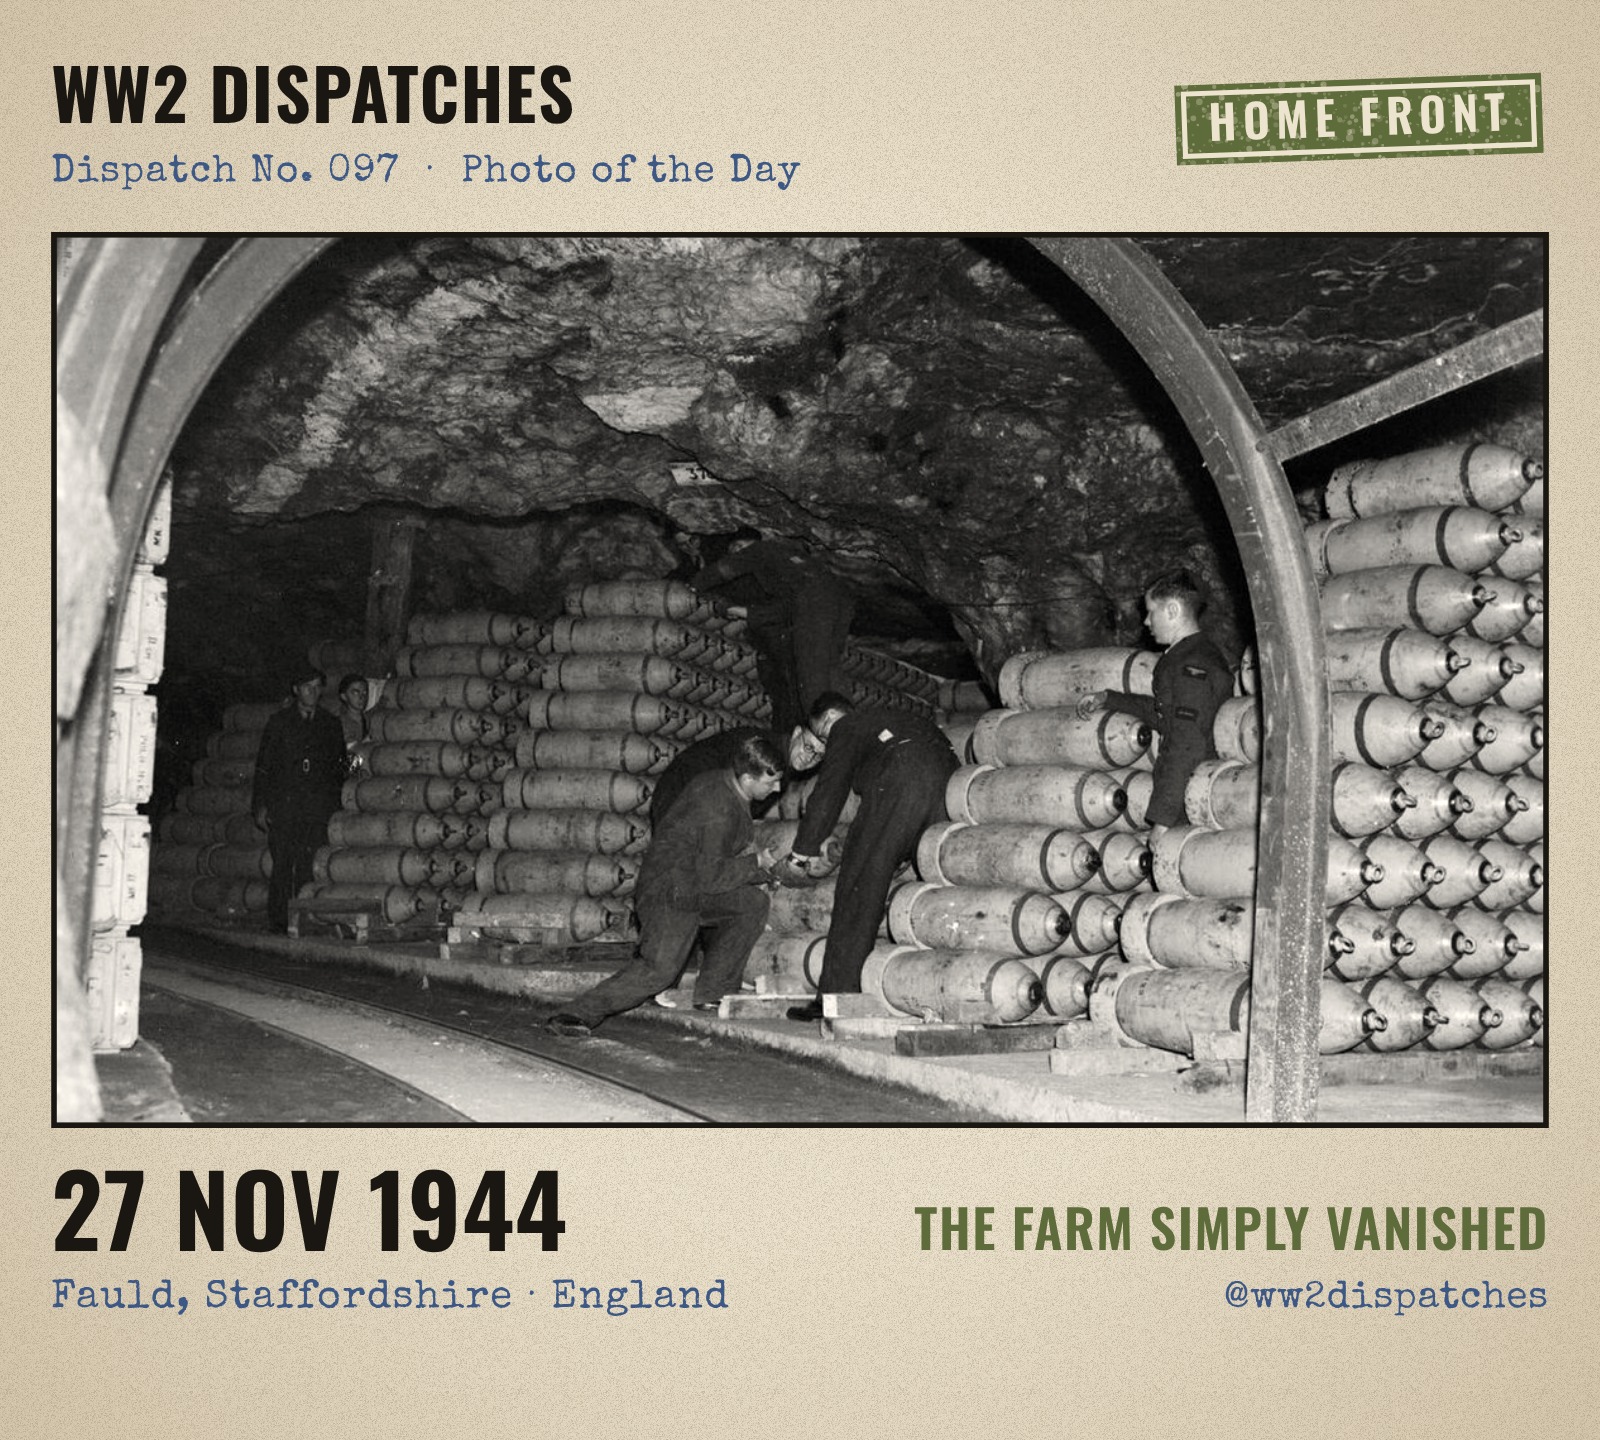 WW2 DISPATCHES
HOME FRONT
Dispatch No. 097 · Photo of the Day
27 NOV 1944
THE FARM SIMPLY VANISHED
Fauld, Staffordshire · England
@ww2dispatches